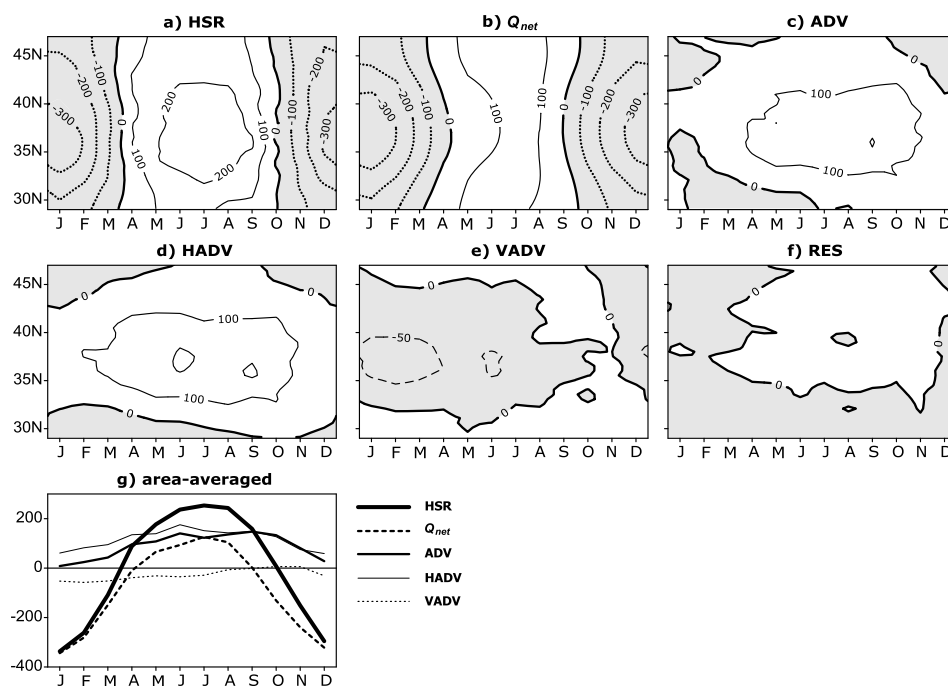 a) HSR
b) Qnet
c) ADV
45N
40N
35N
30N
-300
-200
-100
0
100
200
200
100
0
-100
-200
-300
-300
-200
-100
0
100
100
0
-100
-200
-300
0
0
100
100
0
J F M A M J J A S O N D
J F M A M J J A S O N D
J F M A M J J A S O N D
d) HADV
e) VADV
f) RES
45N
40N
35N
30N
0
0
100
100
0
0
-50
0
0
0
0
0
J F M A M J J A S O N D
J F M A M J J A S O N D
J F M A M J J A S O N D
g) area-averaged
200
0
-200
-400
J F M A M J J A S O N D
HSR
Qnet
ADV
HADV
VADV